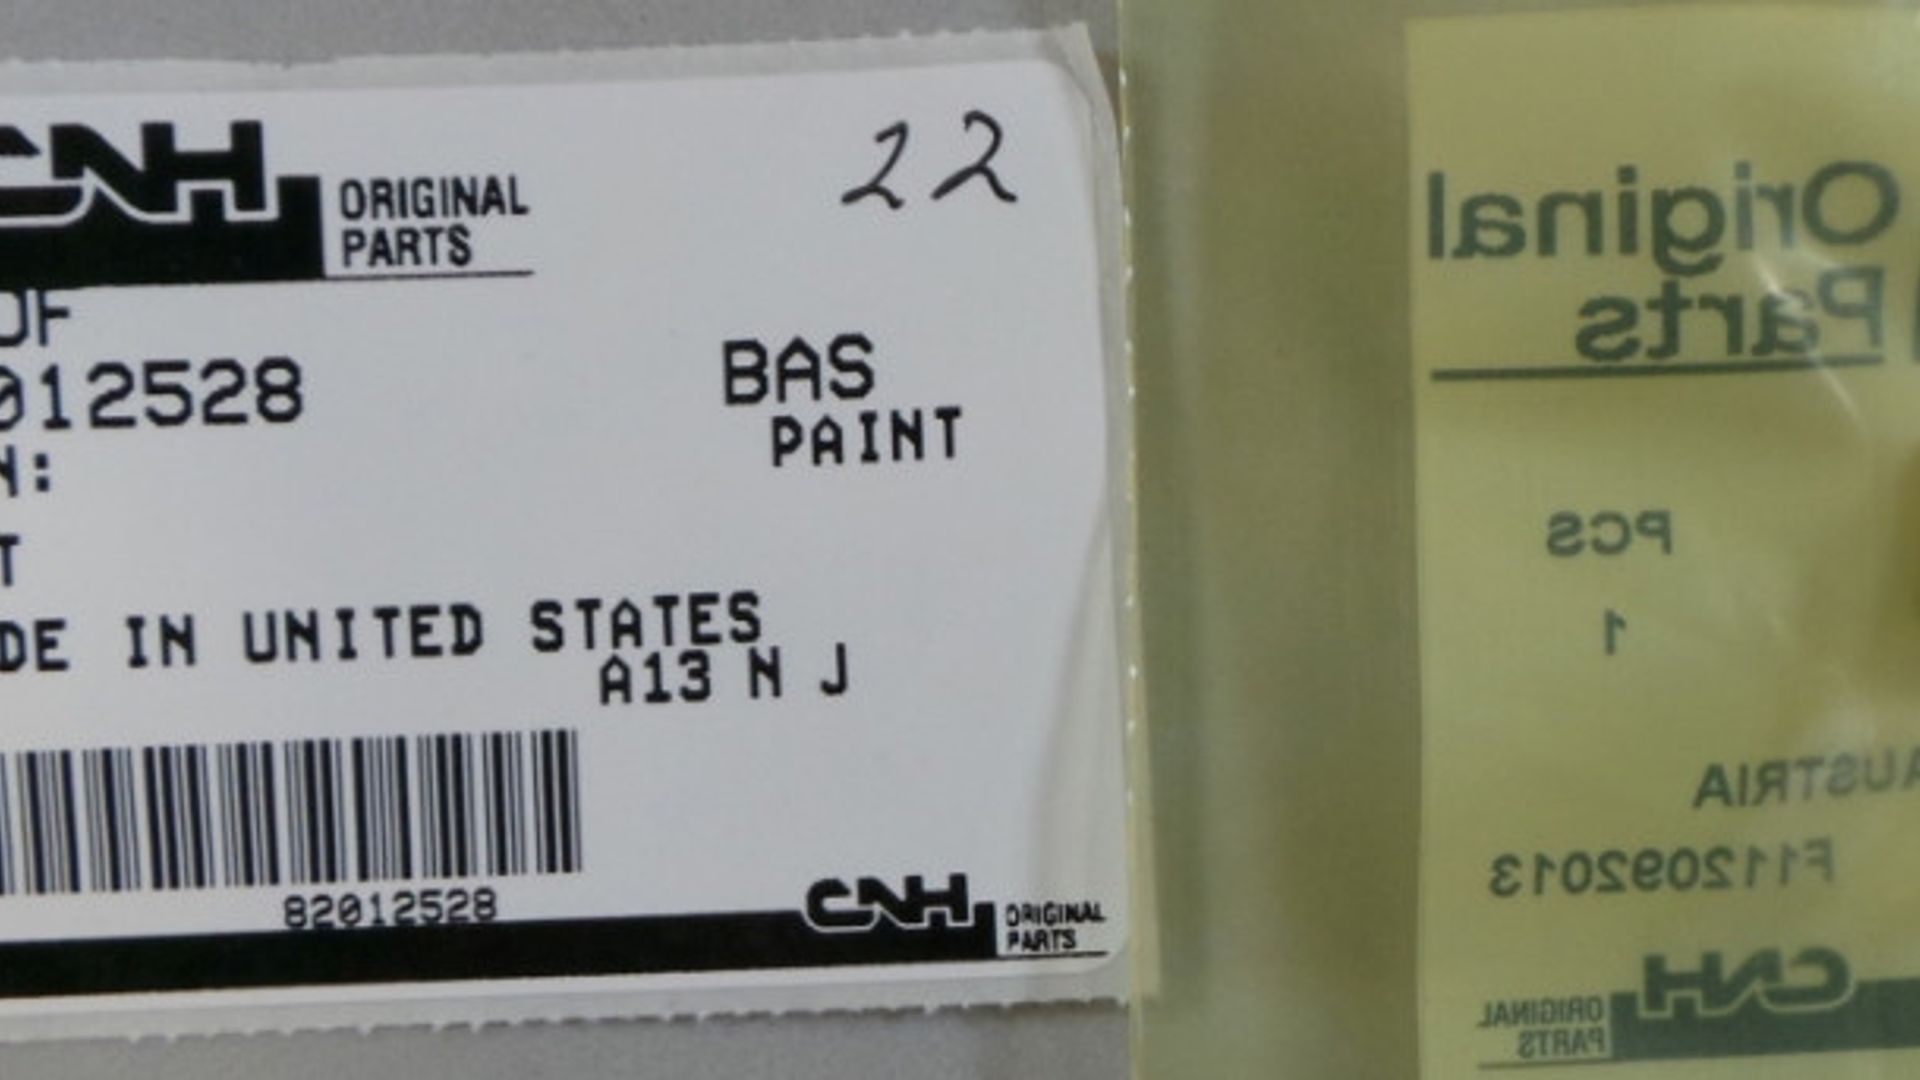 CNH
ORIGINAL
PARTS
22
OF
012528
BAS
PAINT
N:
T
DE IN UNITED STATES
A13 N J
82012528
CNH
ORIGINAL
PARTS
Original
Parts
PCS
1
AUSTRIA
F112092013
CNH
ORIGINAL
PARTS